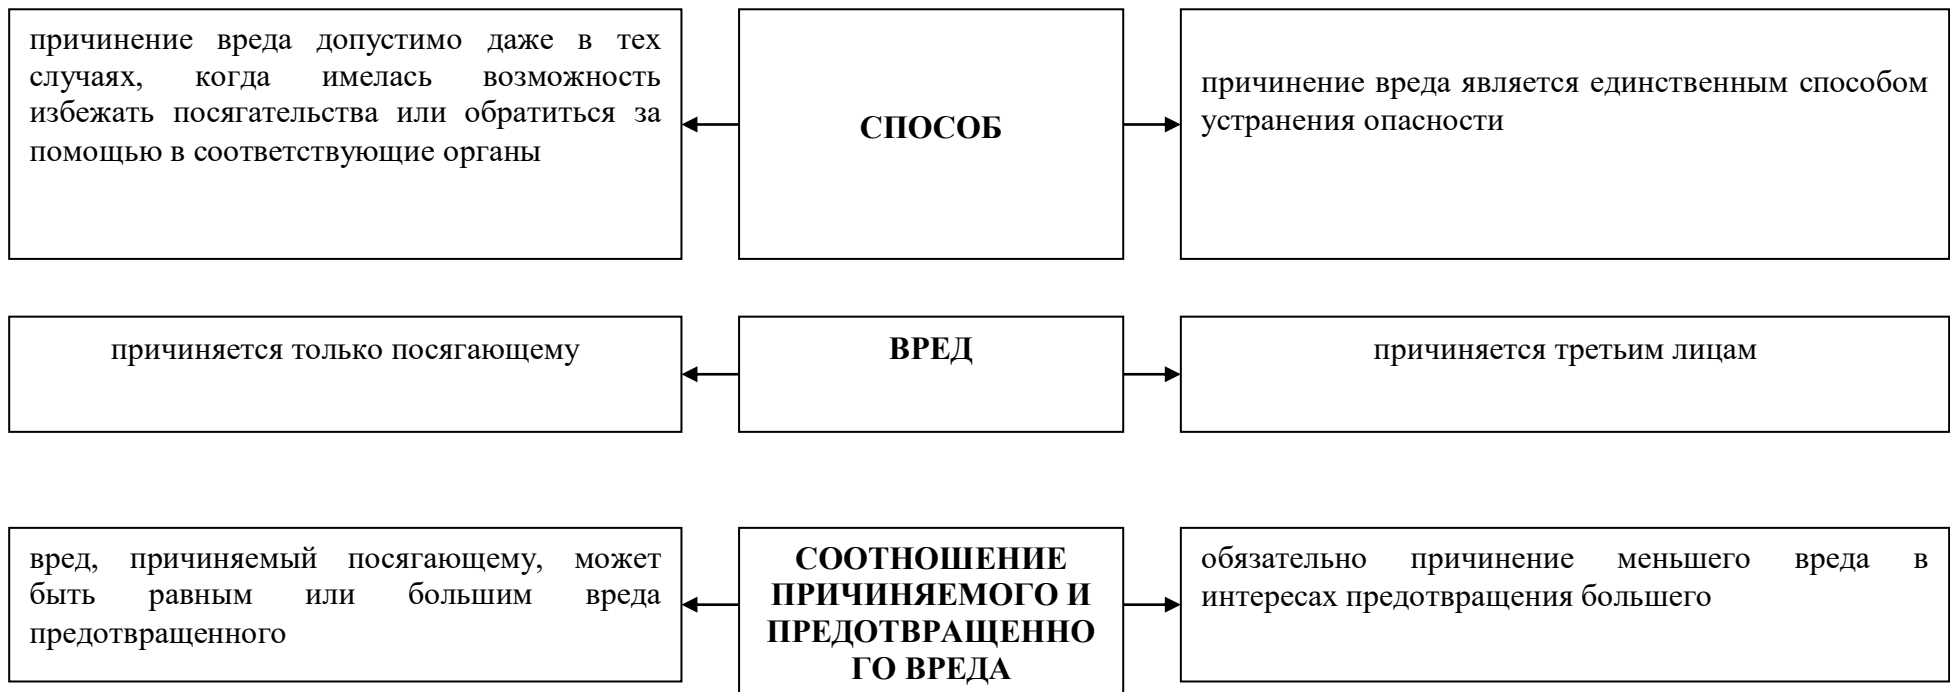 причинение вреда допустимо даже в тех
случаях, когда имелась возможность
избежать посягательства или обратиться за
помощью в соответствующие органы
СПОСОБ
причинение вреда является единственным способом
устранения опасности
причиняется только посягающему
ВРЕД
причиняется третьим лицам
вред, причиняемый посягающему, может
быть равным или большим вреда
предотвращенного
СООТНОШЕНИЕ
ПРИЧИНЯЕМОГО И
ПРЕДОТВРАЩЕННО
ГО ВРЕДА
обязательно причинение меньшего вреда в
интересах предотвращения большего